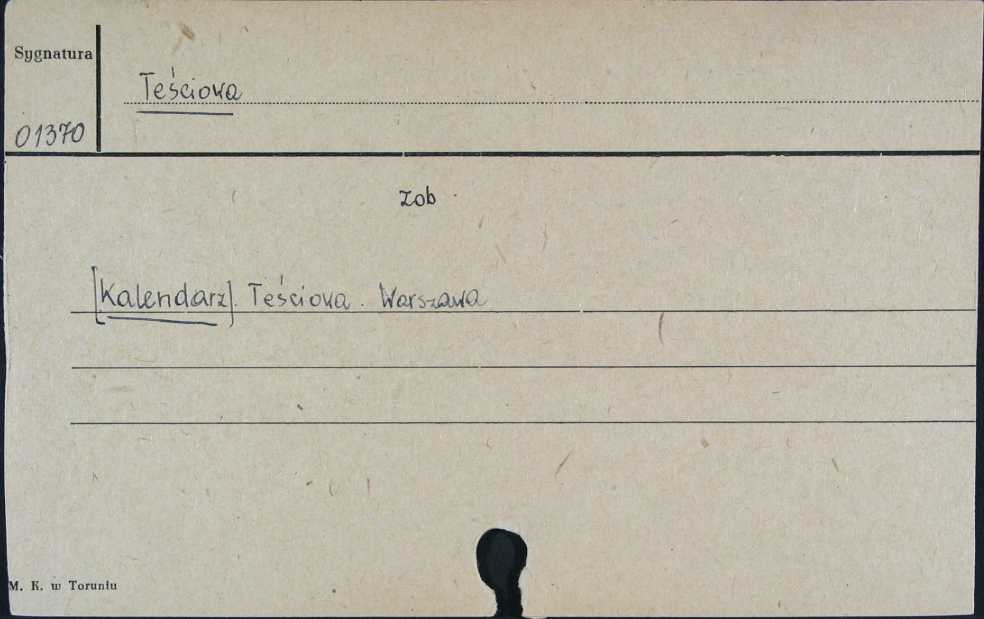 Sygnatura
Teściowa
01370
zob.
[Kalendarz]. Teściowa. Warszawa
M. K. w Toruniu